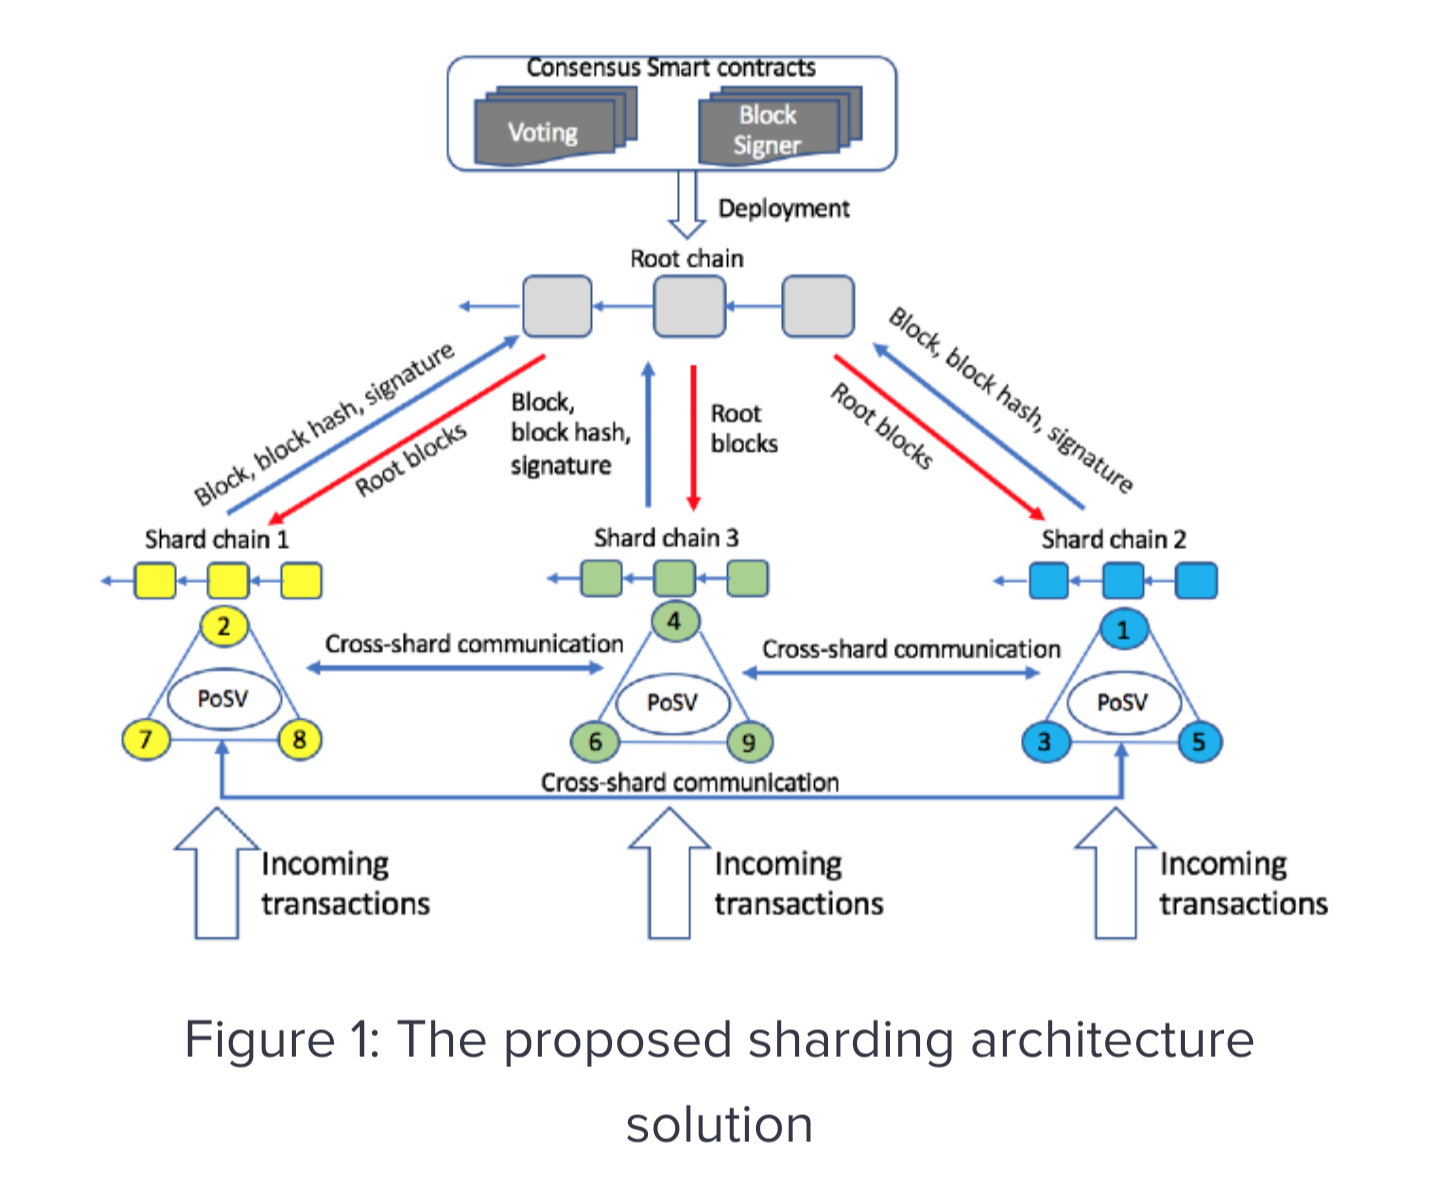 Consensus Smart contracts
Voting
Block
Signer
Deployment
Root chain
Block, block hash, signature
Root blocks
Block,
block hash,
signature
Root
blocks
Root blocks
Block, block hash, signature
Shard chain 1
Shard chain 3
Shard chain 2
2
4
1
Cross-shard communication
Cross-shard communication
PoSV
PoSV
PoSV
7
8
6
9
3
5
Cross-shard communication
Incoming
transactions
Incoming
transactions
Incoming
transactions
Figure 1: The proposed sharding architecture
solution